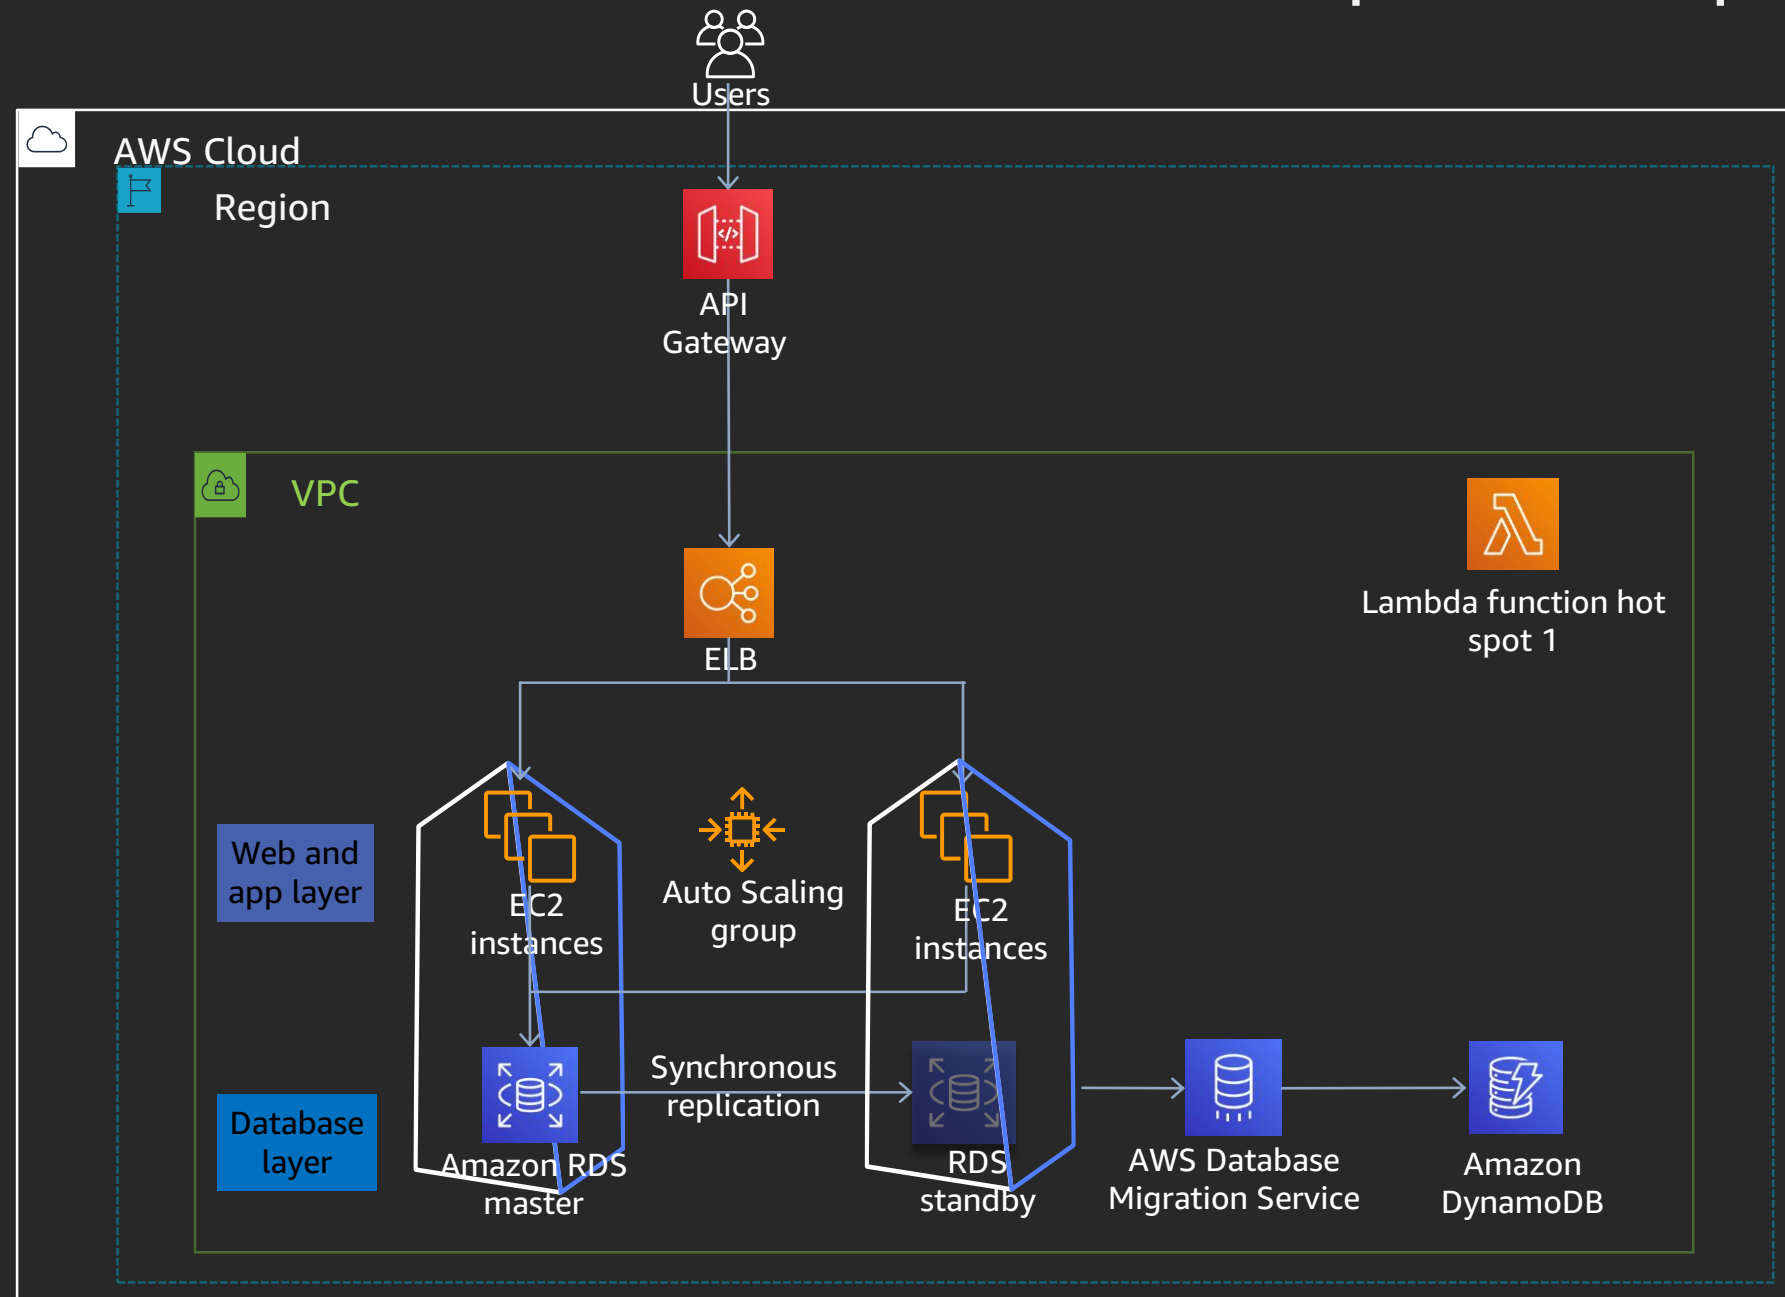 Users
AWS Cloud
Region
API
Gateway
VPC
Lambda function hot
spot 1
ELB
Web and
app layer
EC2
instances
Auto Scaling
group
EC2
instances
Database
layer
Synchronous
replication
Amazon RDS
master
RDS
standby
AWS Database
Migration Service
Amazon
DynamoDB